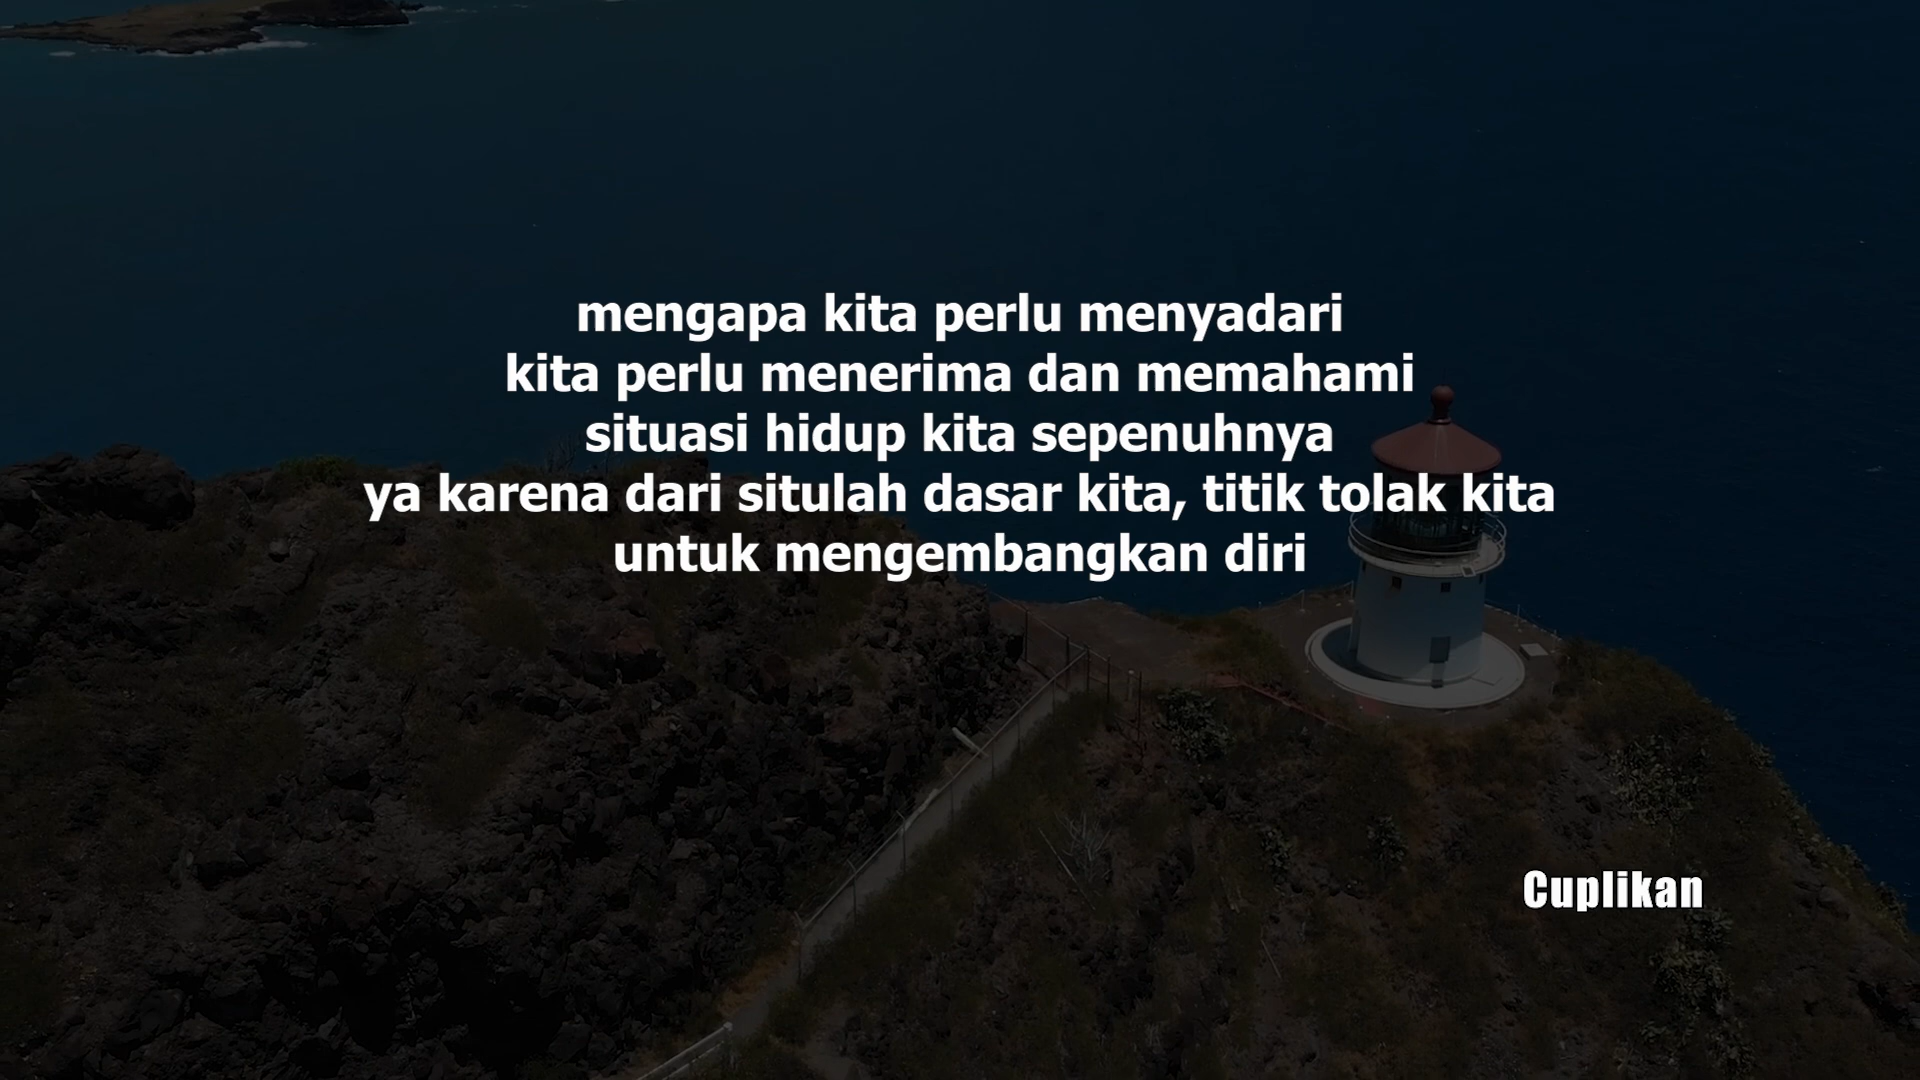 mengapa kita perlu menyadari
kita perlu menerima dan memahami
situasi hidup kita sepenuhnya
ya karena dari situlah dasar kita, titik tolak kita
untuk mengembangkan diri
Cuplikan